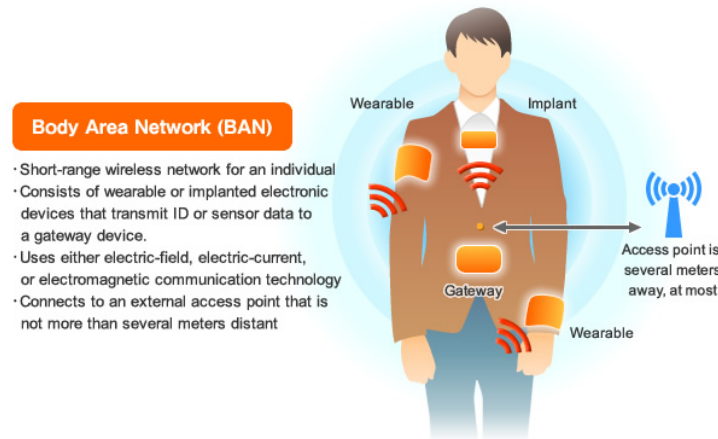 Body Area Network (BAN)
・Short-range wireless network for an individual
・Consists of wearable or implanted electronic
devices that transmit ID or sensor data to
a gateway device.
・Uses either electric-field, electric-current,
or electromagnetic communication technology
・Connects to an external access point that is
not more than several meters distant
Wearable
Implant
Gateway
Wearable
Access point is
several meters
away, at most